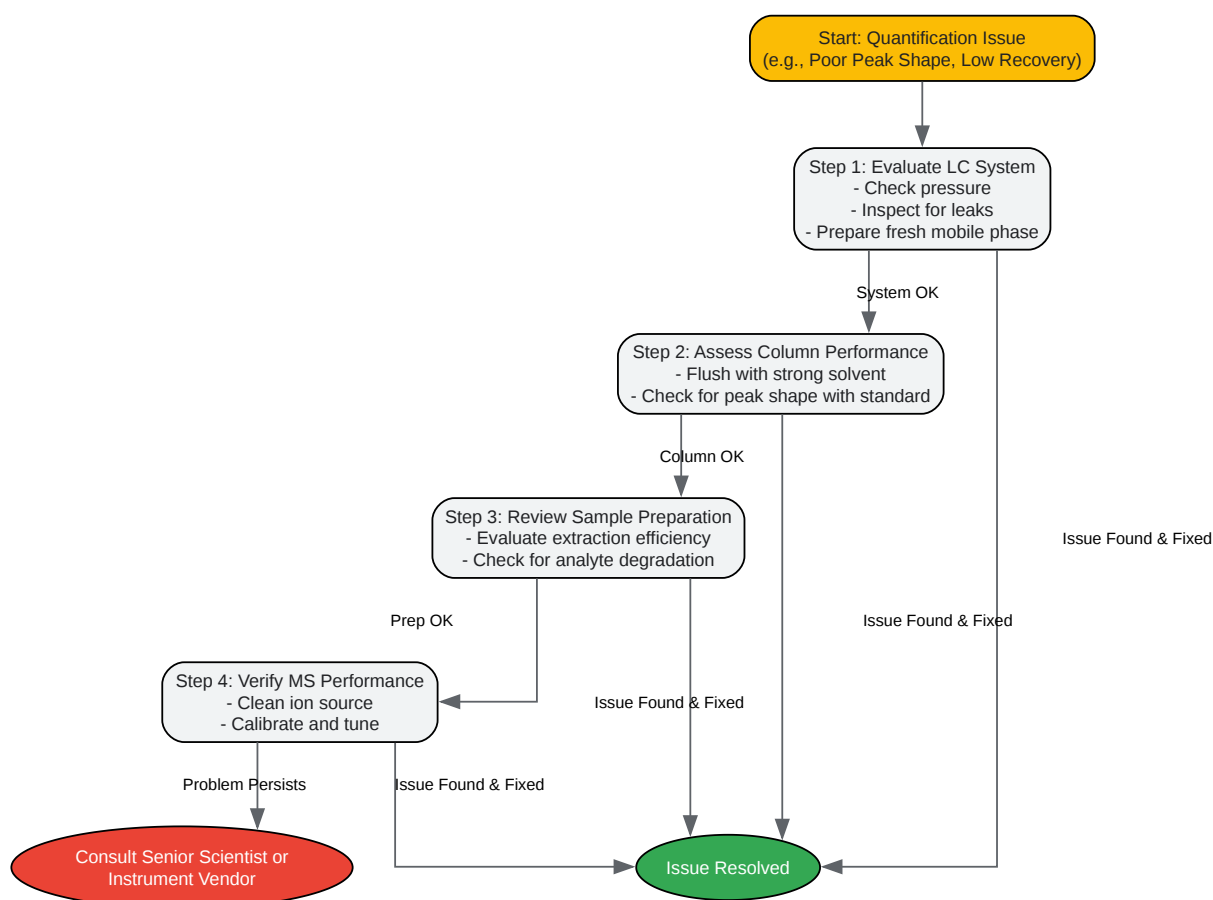 Start: Quantification Issue
(e.g., Poor Peak Shape, Low Recovery)
Step 1: Evaluate LC System
- Check pressure
- Inspect for leaks
- Prepare fresh mobile phase
System OK
Step 2: Assess Column Performance
- Flush with strong solvent
- Check for peak shape with standard
Column OK
Step 3: Review Sample Preparation
- Evaluate extraction efficiency
- Check for analyte degradation
Issue Found & Fixed
Prep OK
Issue Found & Fixed
Step 4: Verify MS Performance
- Clean ion source
- Calibrate and tune
Issue Found & Fixed
Problem Persists
Issue Found & Fixed
Consult Senior Scientist or
Instrument Vendor
Issue Resolved